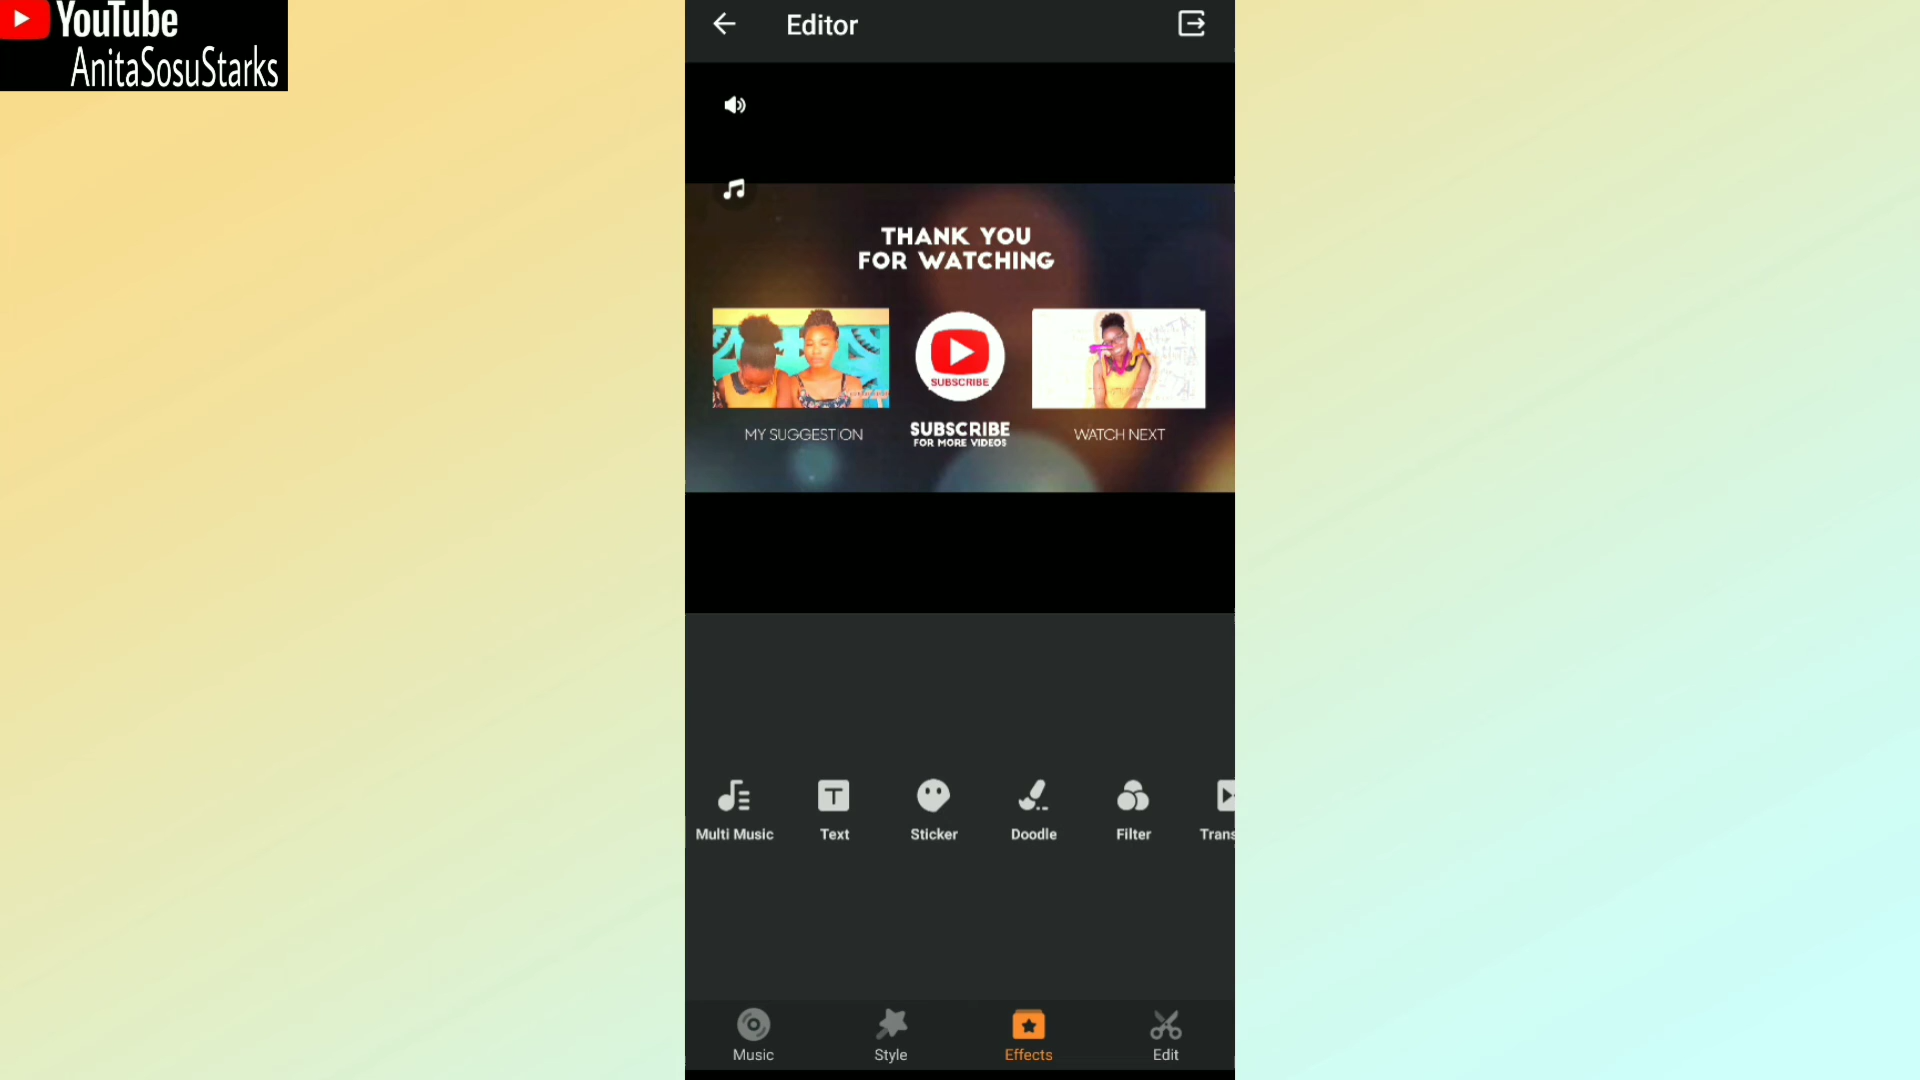 YouTube
AnitaSosuStarks
Editor
THANK YOU
FOR WATCHING
SUBSCRIBE
MY SUGGESTION
SUBSCRIBE
FOR MORE VIDEOS
WATCH NEXT
Multi Music
Text
Sticker
Doodle
Filter
Trans
Music
Style
Effects
Edit